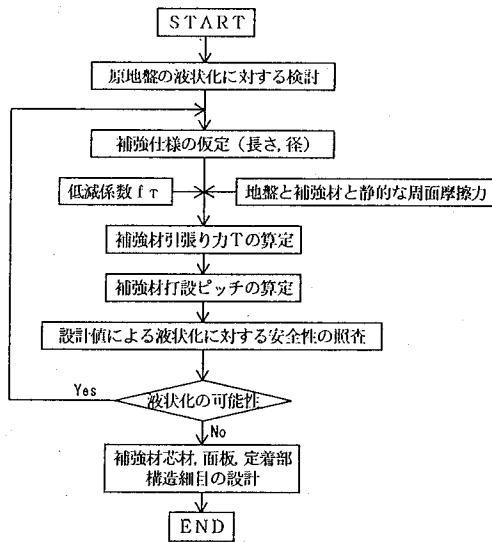 START
原地盤の液状化に対する検討
補強仕様の仮定（長さ,径）
低減係数fτ
地盤と補強材と静的な周面摩擦力
補強材引張り力Tの算定
補強材打設ピッチの算定
設計値による液状化に対する安全性の照査
Yes
液状化の可能性
No
補強材芯材,面板,定着部
構造細目の設計
END